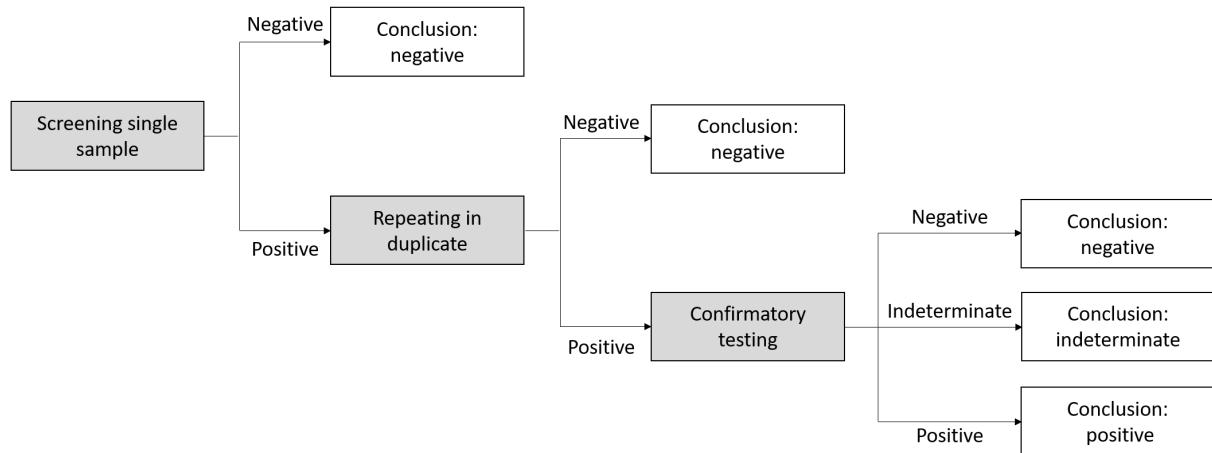 Negative
Conclusion:
negative
Screening single
sample
Negative
Conclusion:
negative
Positive
Repeating in
duplicate
Negative
Conclusion:
negative
Positive
Confirmatory
testing
Indeterminate
Conclusion:
indeterminate
Positive
Conclusion:
positive